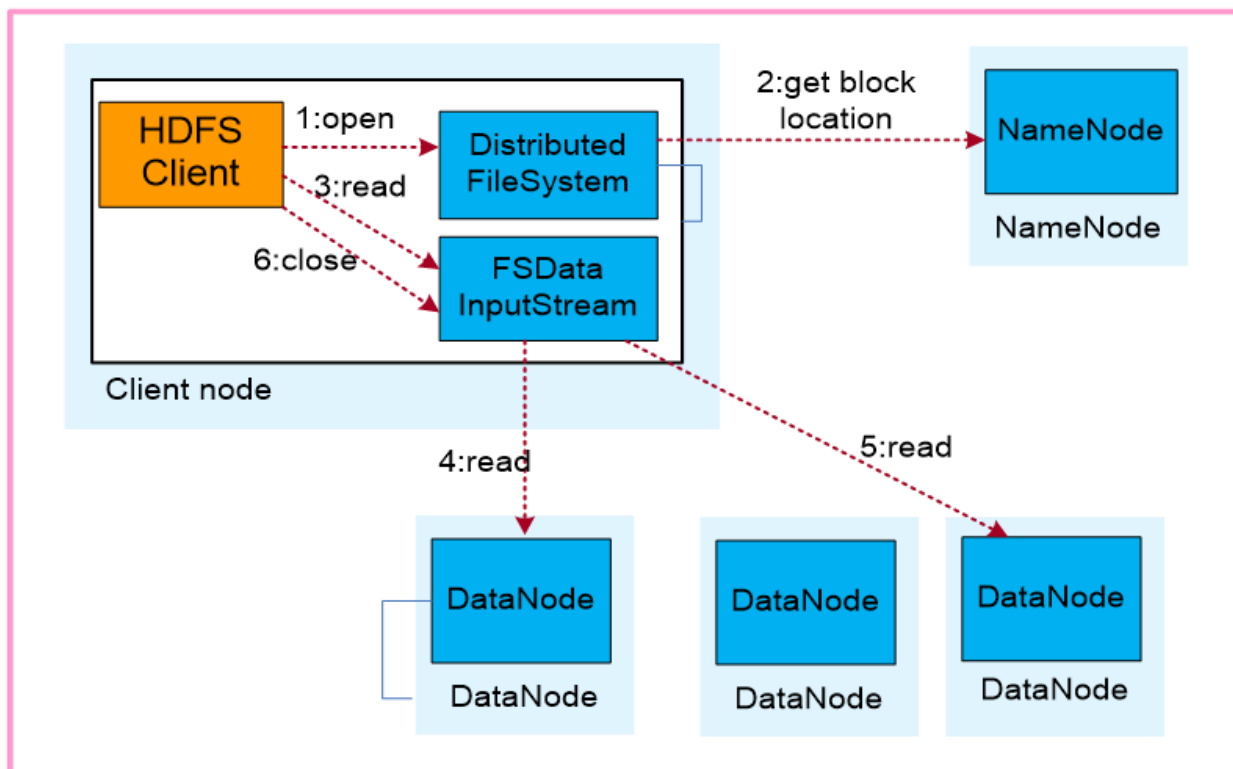 HDFS
Client
1:open
3:read
6:close
Distributed
FileSystem
FSData
InputStream
Client node
2:get block
location
NameNode
NameNode
4:read
5:read
DataNode
DataNode
DataNode
DataNode
DataNode
DataNode